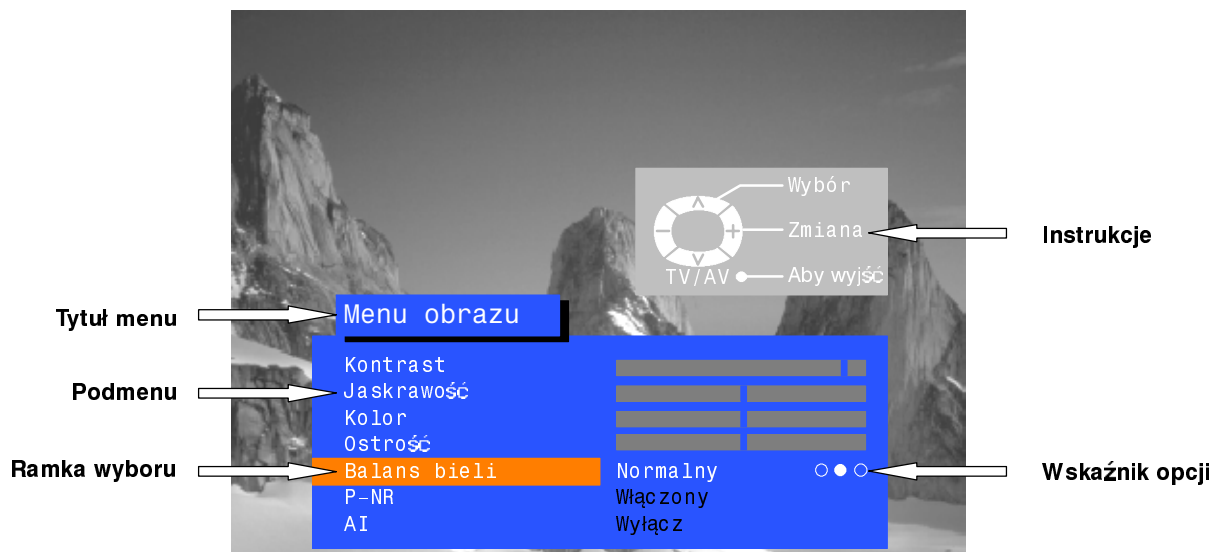 Wybór
Zmiana
TV/AV
Aby wyjść
Instrukcje
Tytuł menu
Menu obrazu
Podmenu
Kontrast
Jaskrawość
Kolor
Ostrość
Ramka wyboru
Balans bieli Normalny
Wskaźnik opcji
P-NR Włączony
AI Wyłącz